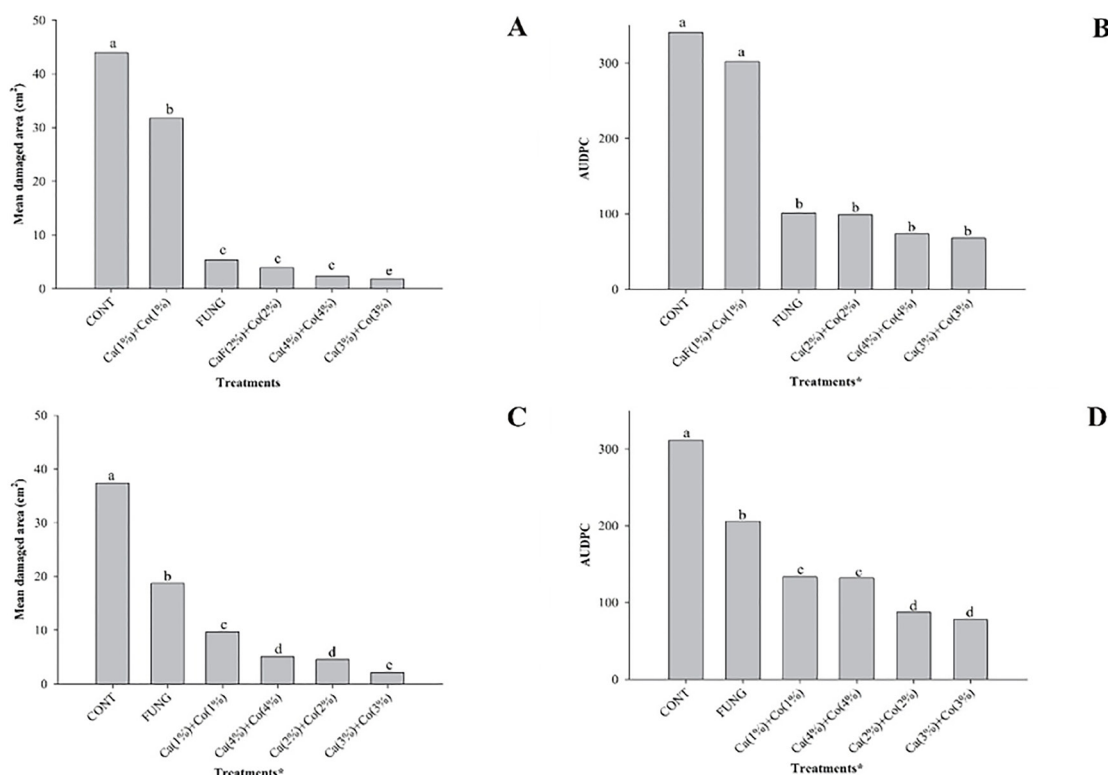 A
Mean damaged area (cm²)
50
40
30
20
10
0
a
b
c
c
c
e
CONT
Ca(1%)+Co(1%)
FUNG
CaF(2%)+Co(2%)
Ca(4%)+Co(4%)
Ca(3%)+Co(3%)
Treatments
B
AUDPC
300
200
100
0
a
a
b
b
b
b
CONT
CaF(1%)+Co(1%)
FUNG
Ca(2%)+Co(2%)
Ca(4%)+Co(4%)
Ca(3%)+Co(3%)
Treatments*
C
Mean damaged area (cm²)
50
40
30
20
10
0
a
b
c
d
d
e
CONT
FUNG
Ca(1%)+Co(1%)
Ca(4%)+Co(4%)
Ca(2%)+Co(2%)
Ca(3%)+Co(3%)
Treatments*
D
AUDPC
300
200
100
0
a
b
c
c
d
d
CONT
FUNG
Ca(1%)+Co(1%)
Ca(4%)+Co(4%)
Ca(2%)+Co(2%)
Ca(3%)+Co(3%)
Treatments*